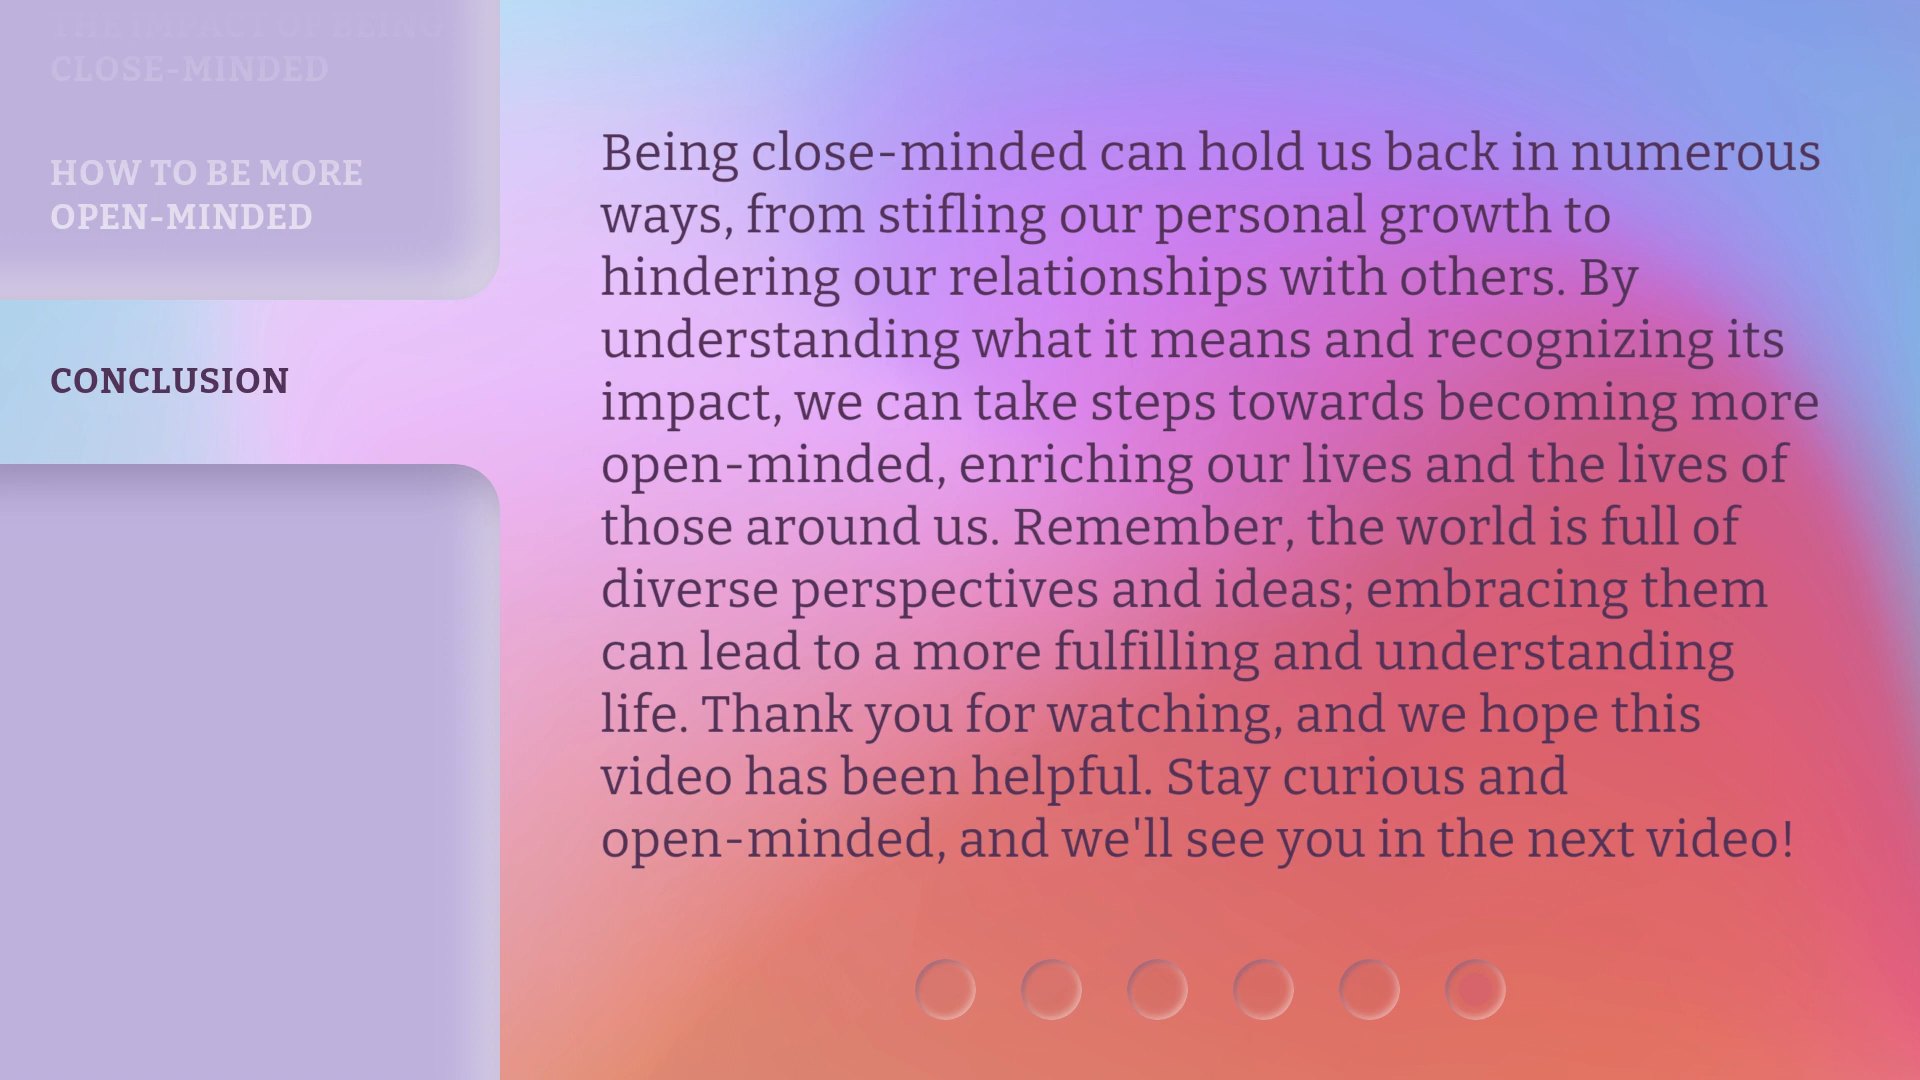 THE IMPACT OF BEING
CLOSE-MINDED
HOW TO BE MORE
OPEN-MINDED
CONCLUSION
Being close-minded can hold us back in numerous
ways, from stifling our personal growth to
hindering our relationships with others. By
understanding what it means and recognizing its
impact, we can take steps towards becoming more
open-minded, enriching our lives and the lives of
those around us. Remember, the world is full of
diverse perspectives and ideas; embracing them
can lead to a more fulfilling and understanding
life. Thank you for watching, and we hope this
video has been helpful. Stay curious and
open-minded, and we'll see you in the next video!